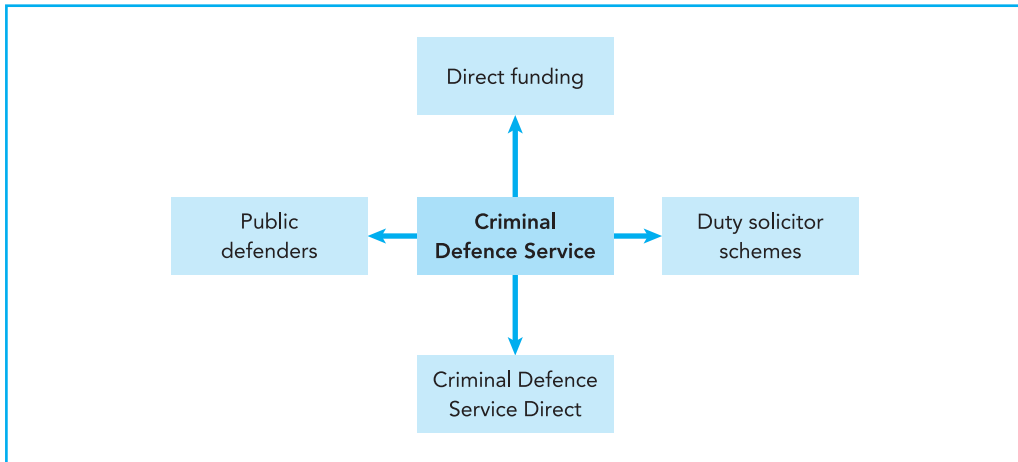 Direct funding
Public
defenders
Criminal
Defence Service
Duty solicitor
schemes
Criminal Defence
Service Direct